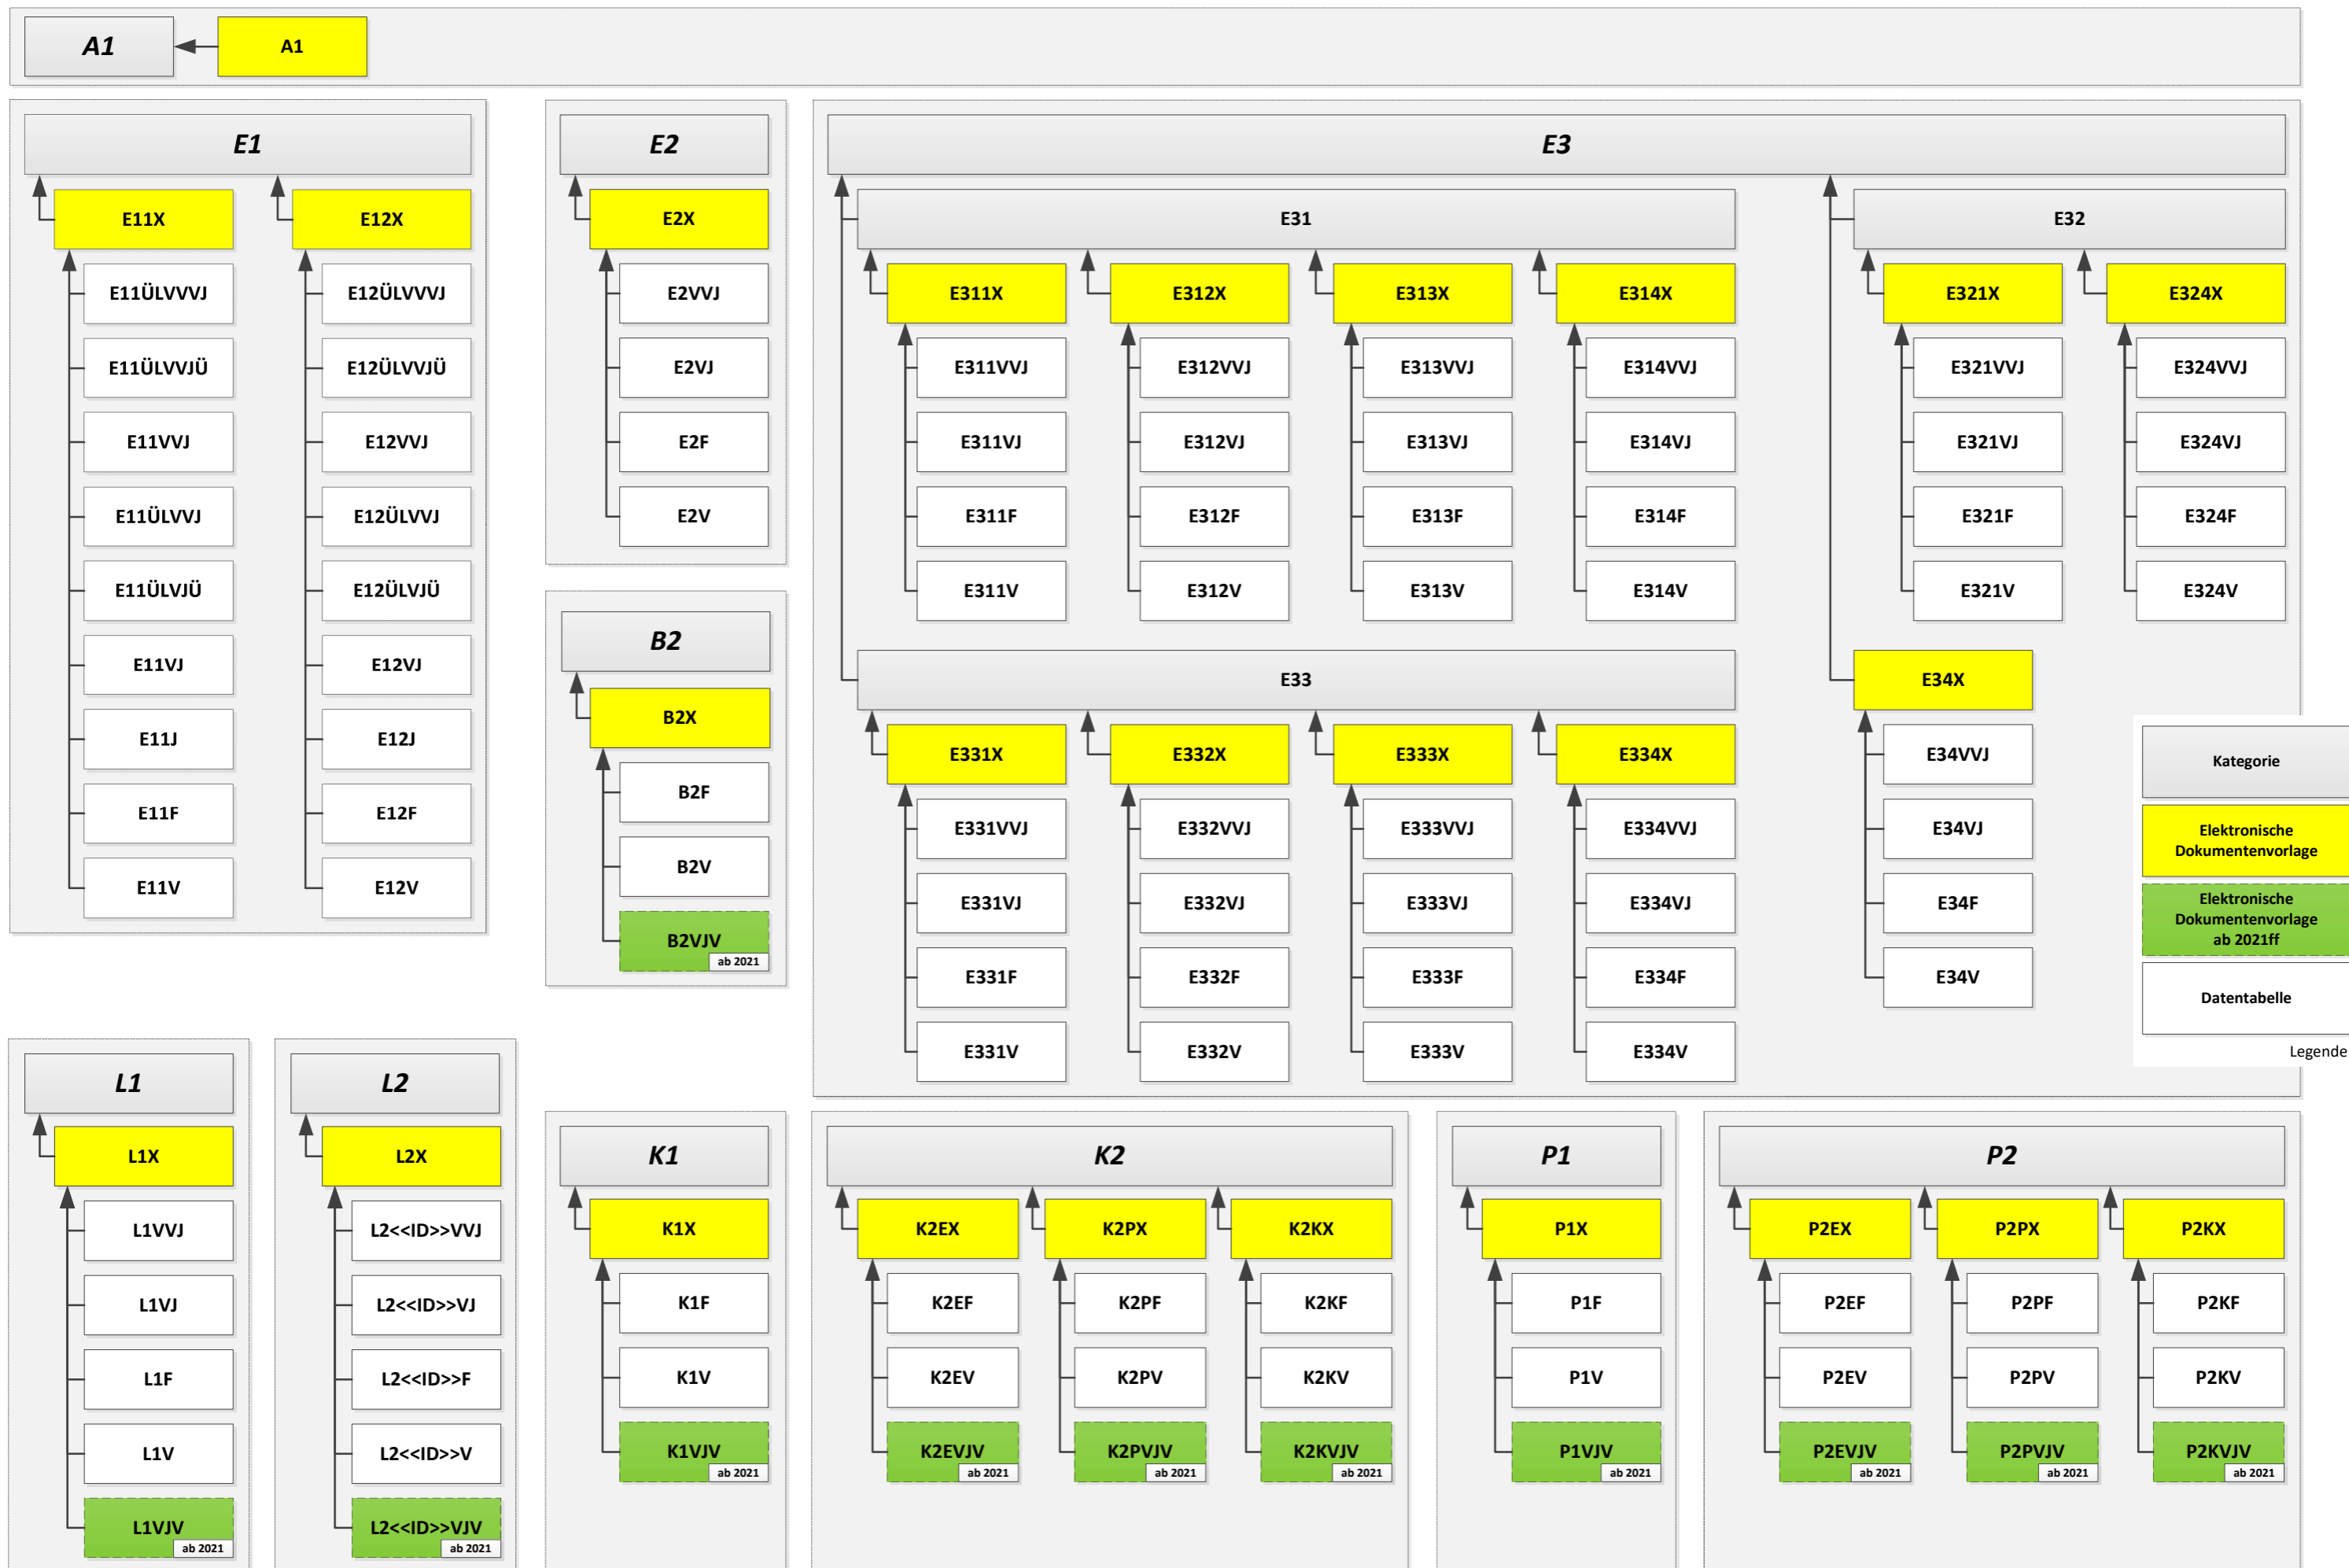 A1
A1
E1
E11X
E12X
E11ÜLVVVJ
E12ÜLVVVJ
E11ÜLVVJÜ
E12ÜLVVJÜ
E11VVJ
E12VVJ
E11ÜLVVJ
E12ÜLVVJ
E11ÜLVJÜ
E12ÜLVJÜ
E11VJ
E12VJ
E11J
E12J
E11F
E12F
E11V
E12V
E2
E2X
E2VVJ
E2VJ
E2F
E2V
B2
B2X
B2F
B2V
B2VJV
ab 2021
E3
E31
E311X
E312X
E313X
E314X
E311VVJ
E312VVJ
E313VVJ
E314VVJ
E311VJ
E312VJ
E313VJ
E314VJ
E311F
E312F
E313F
E314F
E311V
E312V
E313V
E314V
E32
E321X
E324X
E321VVJ
E324VVJ
E321VJ
E324VJ
E321F
E324F
E321V
E324V
E33
E331X
E332X
E333X
E334X
E331VVJ
E332VVJ
E333VVJ
E334VVJ
E331VJ
E332VJ
E333VJ
E334VJ
E331F
E332F
E333F
E334F
E331V
E332V
E333V
E334V
E34X
E34VVJ
E34VJ
E34F
E34V
Kategorie
Elektronische
Dokumentenvorlage
Elektronische
Dokumentenvorlage
ab 2021ff
Datentabelle
Legende
L1
L1X
L1VVJ
L1VJ
L1F
L1V
L1VJV
ab 2021
L2
L2X
L2<<ID>>VVJ
L2<<ID>>VJ
L2<<ID>>F
L2<<ID>>V
L2<<ID>>VJV
ab 2021
K1
K1X
K1F
K1V
K1VJV
ab 2021
K2
K2EX
K2PX
K2KX
K2EF
K2PF
K2KF
K2EV
K2PV
K2KV
K2EVJV
ab 2021
K2PVJV
ab 2021
K2KVJV
ab 2021
P1
P1X
P1F
P1V
P1VJV
ab 2021
P2
P2EX
P2PX
P2KX
P2EF
P2PF
P2KF
P2EV
P2PV
P2KV
P2EVJV
ab 2021
P2PVJV
ab 2021
P2KVJV
ab 2021